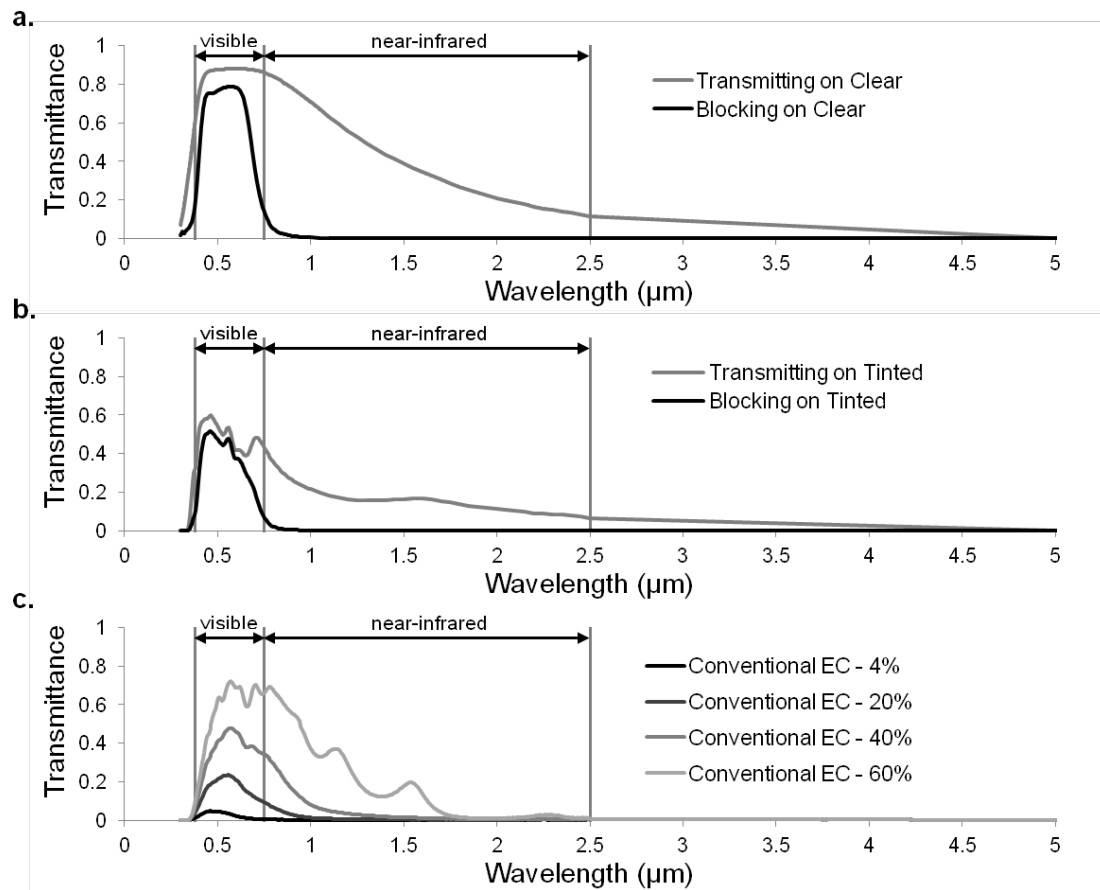 a.
visible
near-infrared
Transmittance
1
0.8
0.6
0.4
0.2
0
Transmitting on Clear
Blocking on Clear
0 0.5 1 1.5 2 2.5 3 3.5 4 4.5 5
Wavelength (µm)
b.
visible
near-infrared
Transmittance
1
0.8
0.6
0.4
0.2
0
Transmitting on Tinted
Blocking on Tinted
0 0.5 1 1.5 2 2.5 3 3.5 4 4.5 5
Wavelength (µm)
c.
visible
near-infrared
Transmittance
1
0.8
0.6
0.4
0.2
0
Conventional EC - 4%
Conventional EC - 20%
Conventional EC - 40%
Conventional EC - 60%
0 0.5 1 1.5 2 2.5 3 3.5 4 4.5 5
Wavelength (µm)